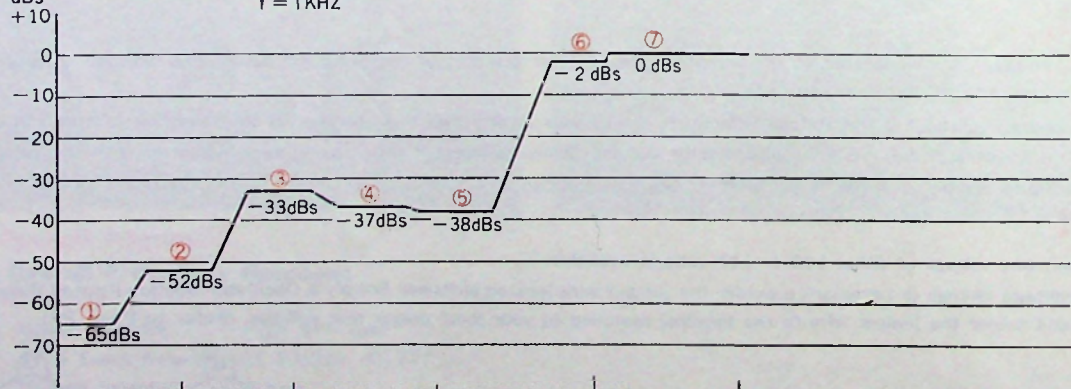 dBs
f = 1KHz
+10
⑥ ⑦
0
−2 dBs 0 dBs
−10
−20
−30
③ ④ ⑤
−33dBs −37dBs −38dBs
−40
−50
②
−52dBs
−60
①
−65dBs
−70